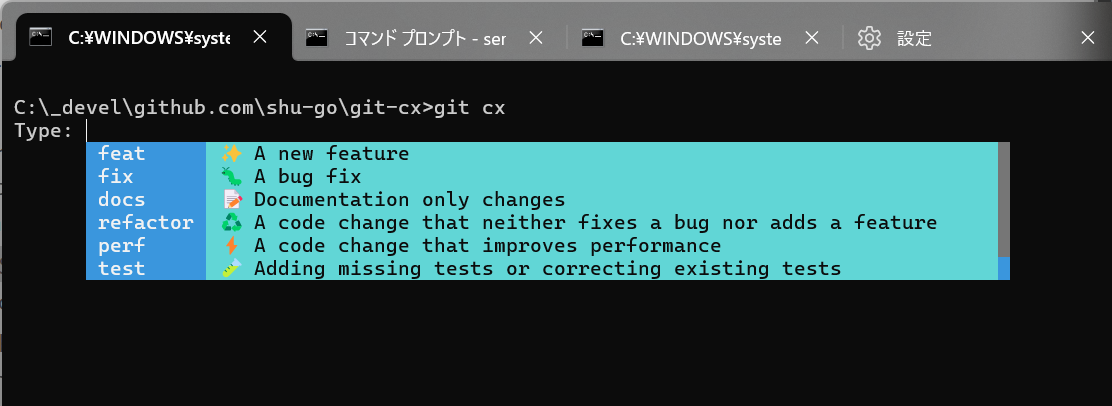 C:¥WINDOWS¥syste
コマンド プロンプト - ser
C:¥WINDOWS¥syste
設定
C:\_devel\github.com\shu-go\git-cx>git cx
Type:
feat ✨ A new feature
fix 🐛 A bug fix
docs 📝 Documentation only changes
refactor ♻️ A code change that neither fixes a bug nor adds a feature
perf ⚡ A code change that improves performance
test 🧪 Adding missing tests or correcting existing tests